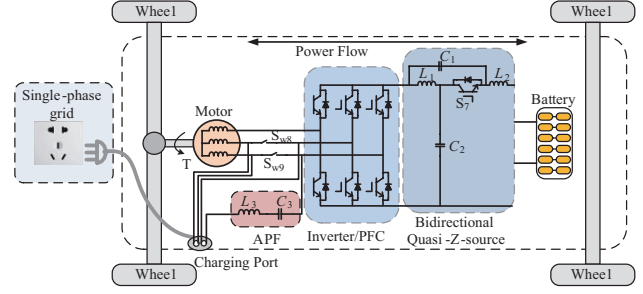 Wheel
Wheel
Power Flow
Single-phase
grid
Motor
C1
L1
L2
S7
Battery
Sw8
Sw9
C2
T
L3
C3
APF
Inverter/PFC
Bidirectional
Quasi -Z-source
Charging Port
Wheel
Wheel